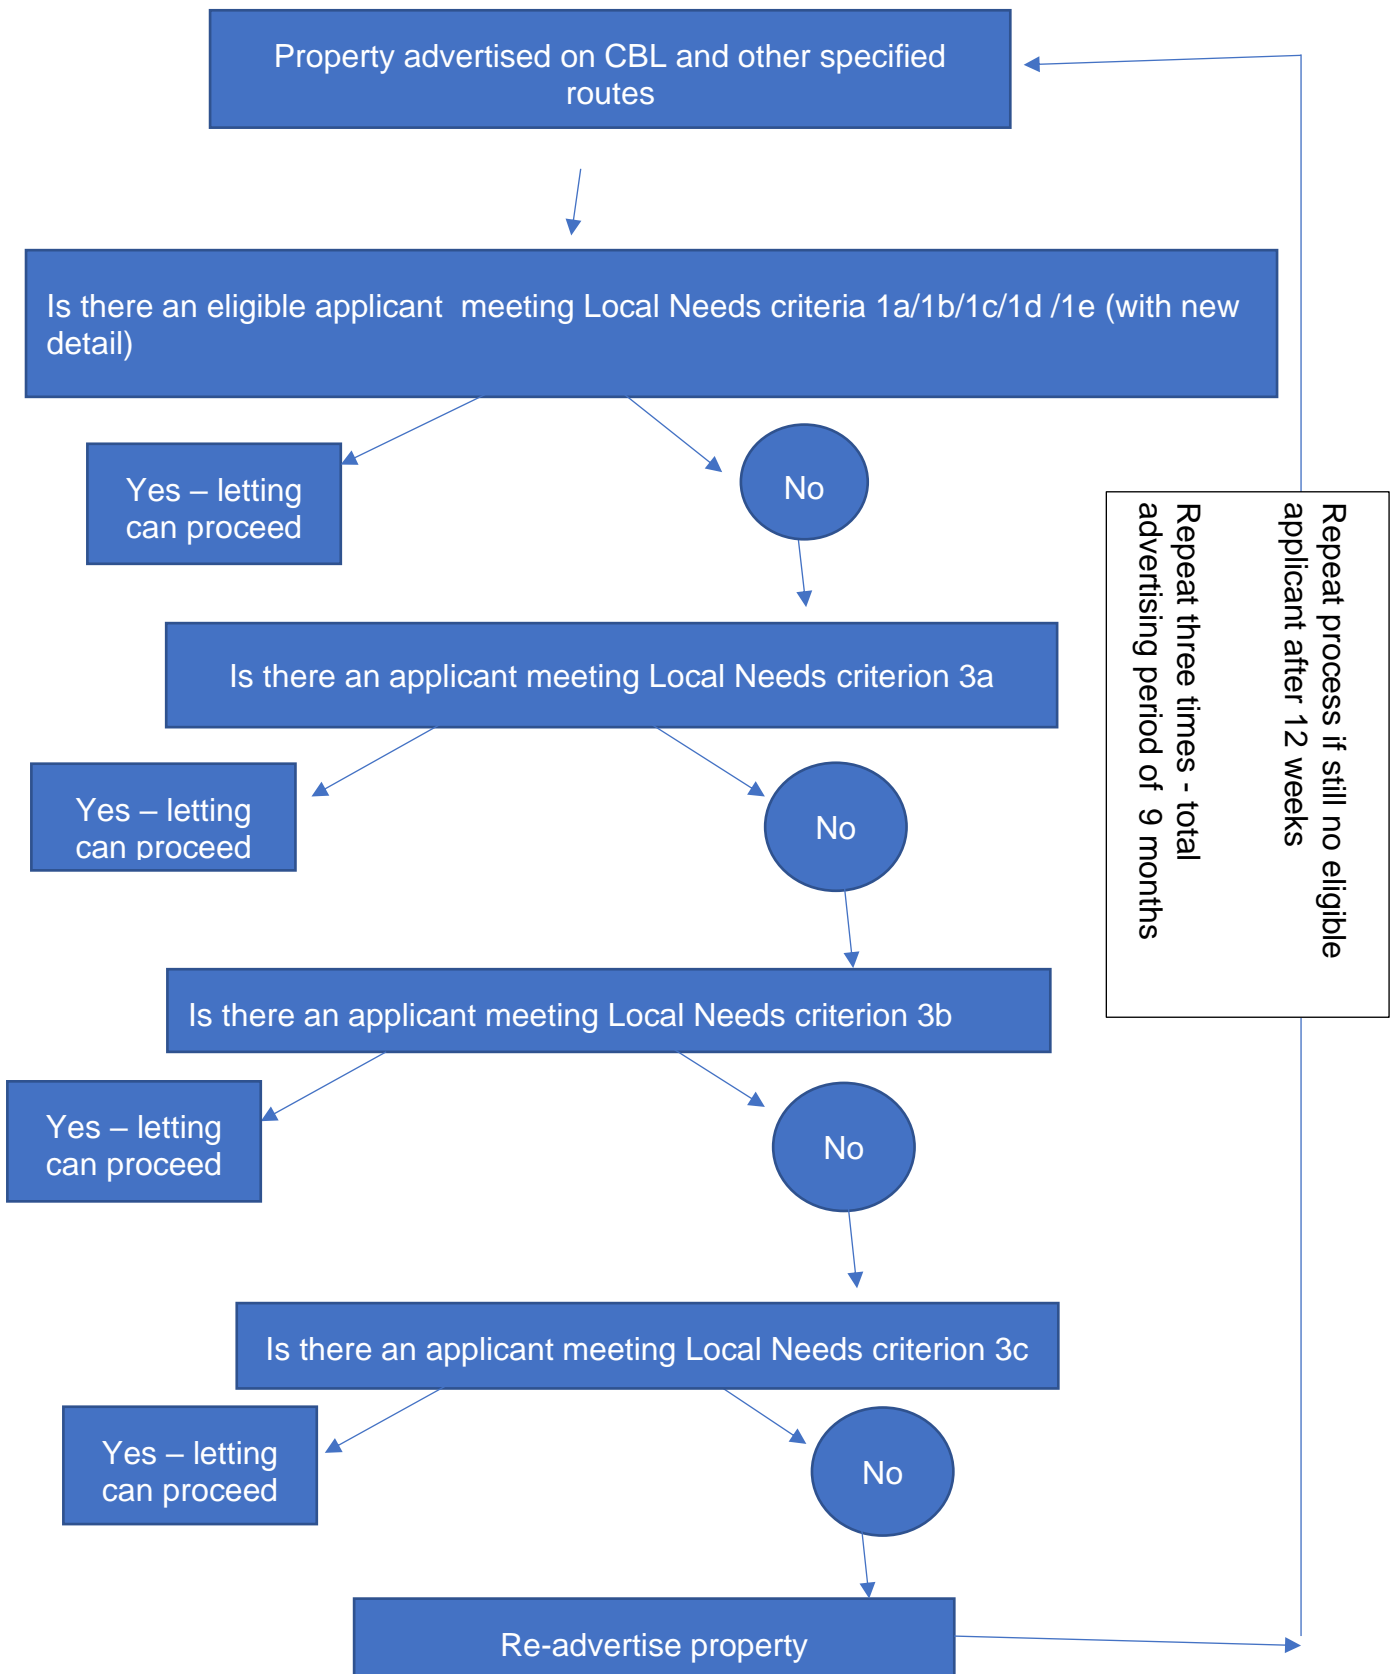 Property advertised on CBL and other specified
routes
Is there an eligible applicant  meeting Local Needs criteria 1a/1b/1c/1d /1e (with new
detail)
Yes – letting
can proceed
No
Is there an applicant meeting Local Needs criterion 3a
Yes – letting
can proceed
No
Is there an applicant meeting Local Needs criterion 3b
Yes – letting
can proceed
No
Is there an applicant meeting Local Needs criterion 3c
Yes – letting
can proceed
No
Re-advertise property
Repeat process if still no eligible
applicant after 12 weeks
Repeat three times - total
advertising period of  9 months